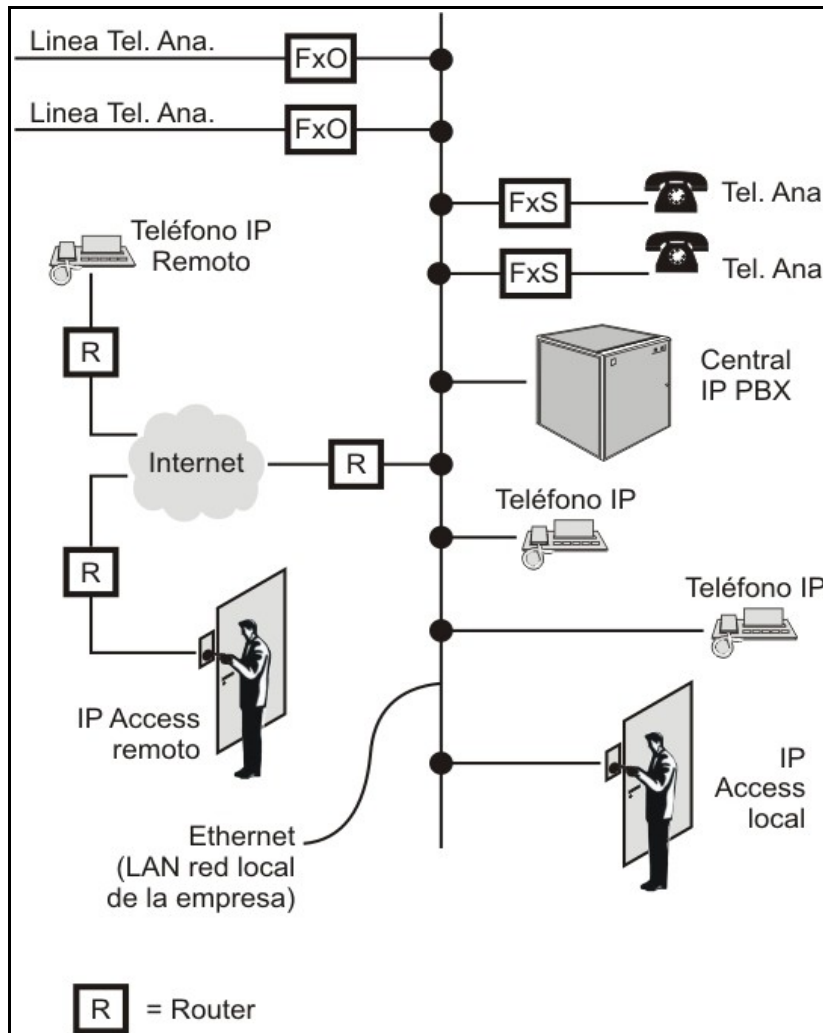 Linea Tel. Ana.
FxO
Linea Tel. Ana.
FxO
FxS
Tel. Ana
FxS
Tel. Ana
Teléfono IP
Remoto
R
Central
IP PBX
Internet
R
Teléfono IP
R
Teléfono IP
IP Access
remoto
IP
Access
local
Ethernet
(LAN red local
de la empresa)
R
= Router